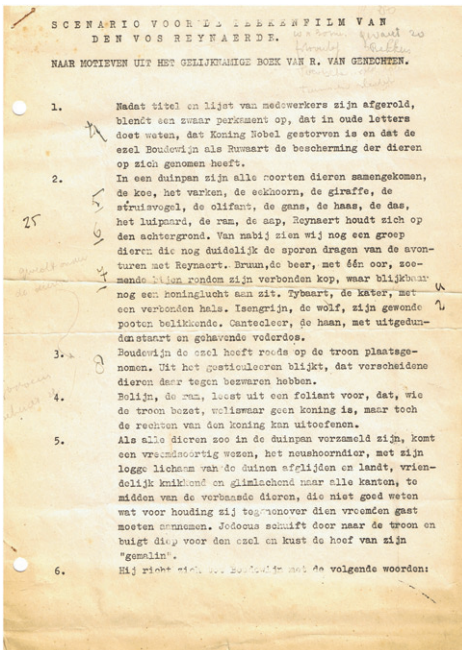 SCENARIO VOOR DE TEEKENFILM VAN
DEN VOS REYNAERDE.
NAAR MOTIEVEN UIT HET GELIJKNAMIGE BOEK VAN R. VAN GENECHTEN.
1. Nadat titel en lijst van medewerkers zijn afgerold,
blendt een zwaar perkament op, dat in oude letters
doet weten, dat Koning Nobel gestorven is en dat de
ezel Boudewijn als Ruwaert de bescherming der dieren
op zich genomen heeft.
2. In een duinpan zijn alle soorten dieren samengekomen,
de koe, het varken, de eekhoorn, de giraffe, de
struisvogel, de olifant, de gans, de haas, de das,
het luipaard, de ram, de aap, Reynaert houdt zich op
25
den achtergrond. Van nabij zien wij nog een groep
dieren die nog duidelijk de sporen dragen van de avon-
turen met Reynaert. Bruun, de beer, met één oor, zoe-
mende bijen rondom zijn verbonden kop, waar blijkbaar
nog een honinglucht aan zit. Tybaart, de kater, met
een verbonden hals. Isengrijn, de wolf, zijn gewonde
pooten belikkende. Cantecleer, de haan, met uitgedun-
den staart en gehavende vederdos.
3. Boudewijn de ezel heeft reeds op de troon plaatsge-
nomen. Uit het gesticuleeren blijkt, dat verscheidene
dieren daar tegen bezwaren hebben.
4. Belijn, de ram, leest uit een foliant voor, dat, wie
de troon bezet, weliswaar geen koning is, maar toch
de rechten van den koning kan uitoefenen.
5. Als alle dieren zoo in de duinpan verzameld zijn, komt
een vreemdsoortig wezen, het neushoorndier, met zijn
logge lichaam van de duinen afglijden en landt, vrien-
delijk knikkend en glimlachend naar alle kanten, te
midden van de verbaasde dieren, die niet goed weten
wat voor houding zij tegenover dien vreemden gast
moeten aannemen. Jodocus schuift door naar de troon en
buigt diep voor den ezel en kust de hoef van zijn
"gemalin".
6. Hij richt zich tot Boudewijn met de volgende woorden: